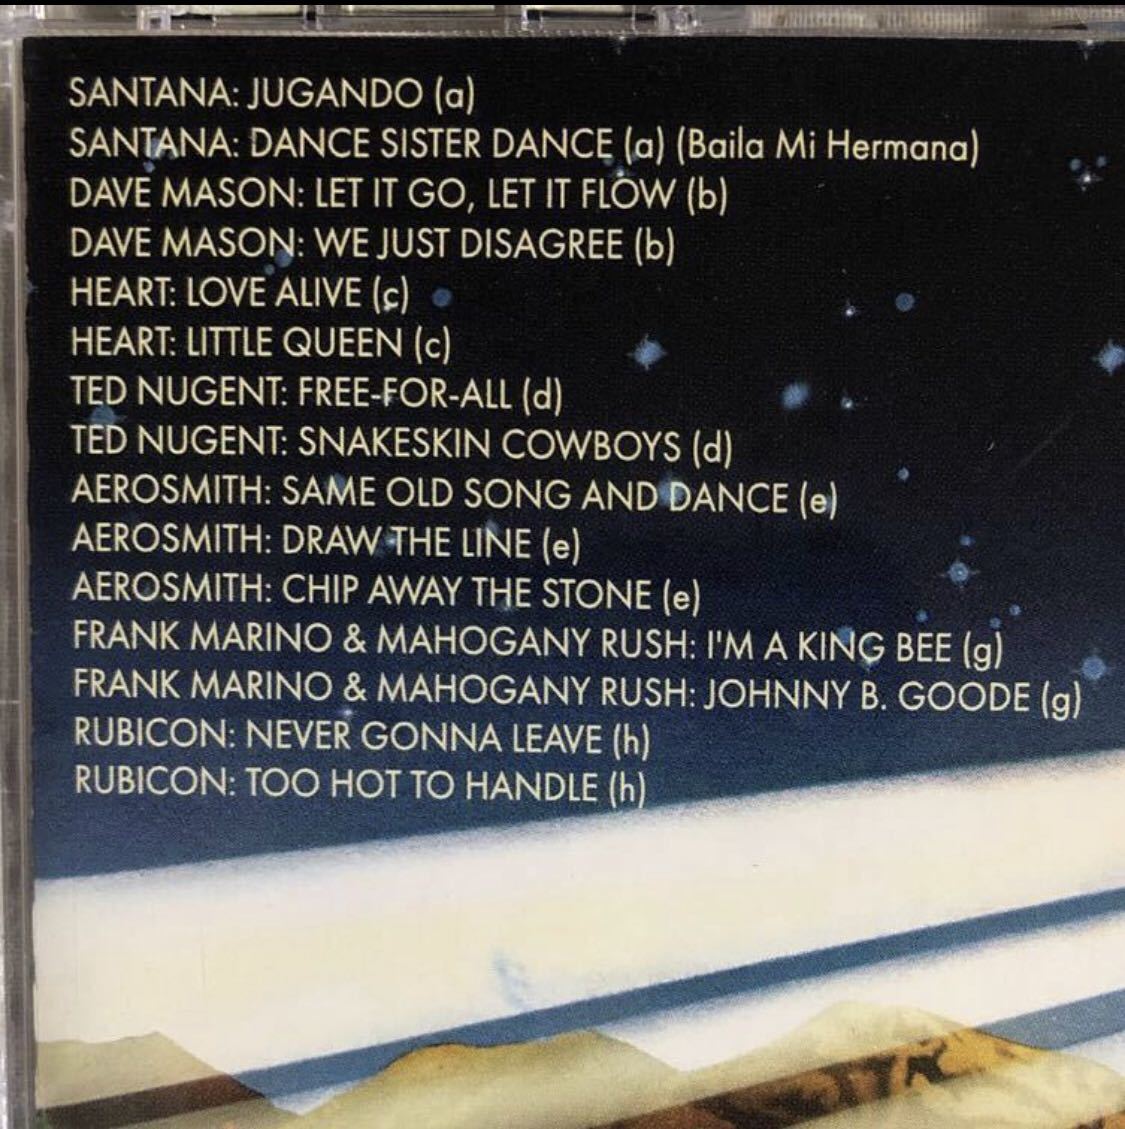 SANTANA: JUGANDO (a)
SANTANA: DANCE SISTER DANCE (a) (Baila Mi Hermana)
DAVE MASON: LET IT GO, LET IT FLOW (b)
DAVE MASON: WE JUST DISAGREE (b)
HEART: LOVE ALIVE (c)
HEART: LITTLE QUEEN (c)
TED NUGENT: FREE-FOR-ALL (d)
TED NUGENT: SNAKESKIN COWBOYS (d)
AEROSMITH: SAME OLD SONG AND DANCE (e)
AEROSMITH: DRAW THE LINE (e)
AEROSMITH: CHIP AWAY THE STONE (e)
FRANK MARINO & MAHOGANY RUSH: I'M A KING BEE (g)
FRANK MARINO & MAHOGANY RUSH: JOHNNY B. GOODE (g)
RUBICON: NEVER GONNA LEAVE (h)
RUBICON: TOO HOT TO HANDLE (h)